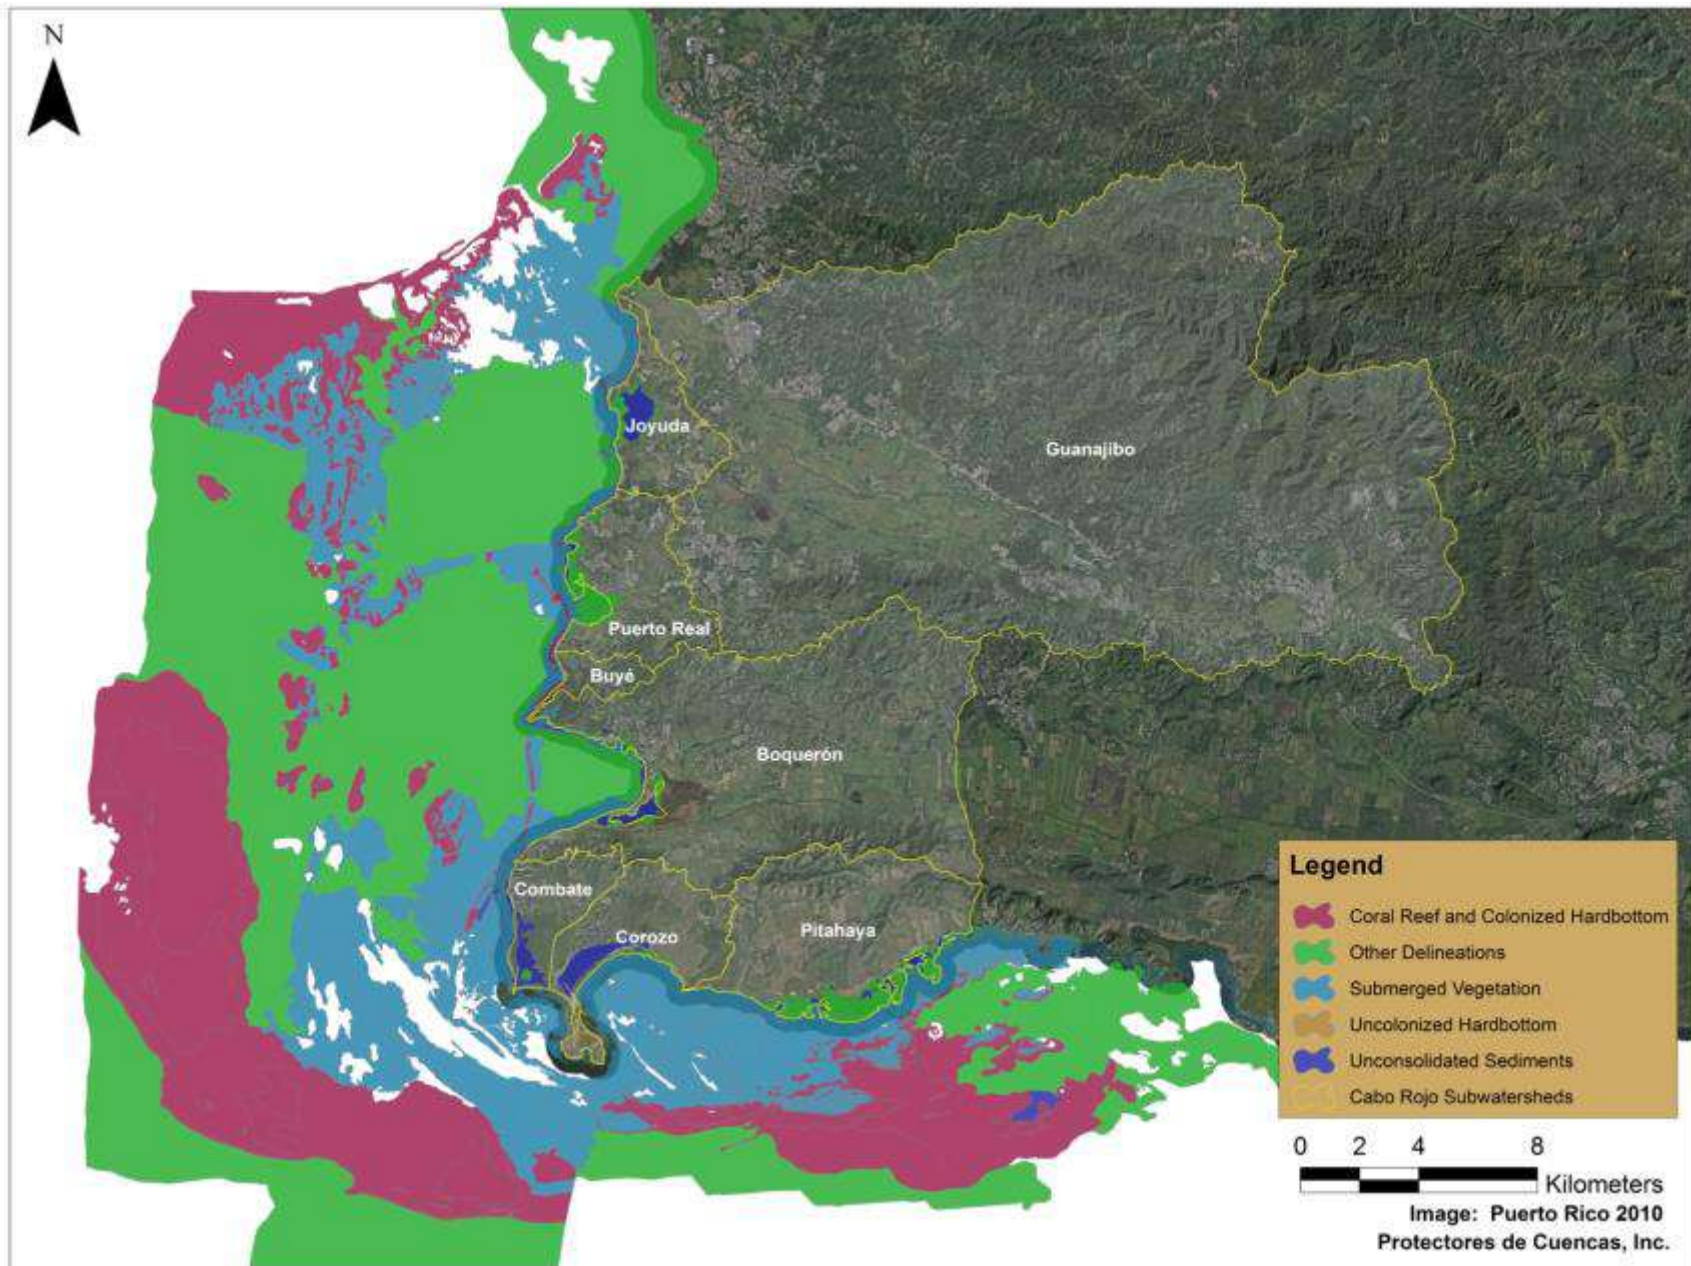 N
Joyuda
Guanajibo
Puerto Real
Buyé
Boquerón
Combate
Corozo
Pitahaya
Legend
Coral Reef and Colonized Hardbottom
Other Delineations
Submerged Vegetation
Uncolonized Hardbottom
Unconsolidated Sediments
Cabo Rojo Subwatersheds
0 2 4 8
Kilometers
Image: Puerto Rico 2010
Protectores de Cuencas, Inc.